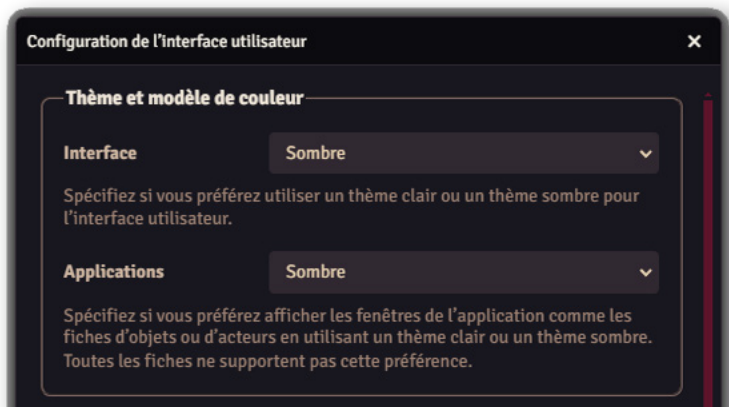 Configuration de l’interface utilisateur
Thème et modèle de couleur
Interface
Sombre
Spécifiez si vous préférez utiliser un thème clair ou un thème sombre pour
l’interface utilisateur.
Applications
Sombre
Spécifiez si vous préférez afficher les fenêtres de l’application comme les
fiches d’objets ou d’acteurs en utilisant un thème clair ou un thème sombre.
Toutes les fiches ne supportent pas cette préférence.